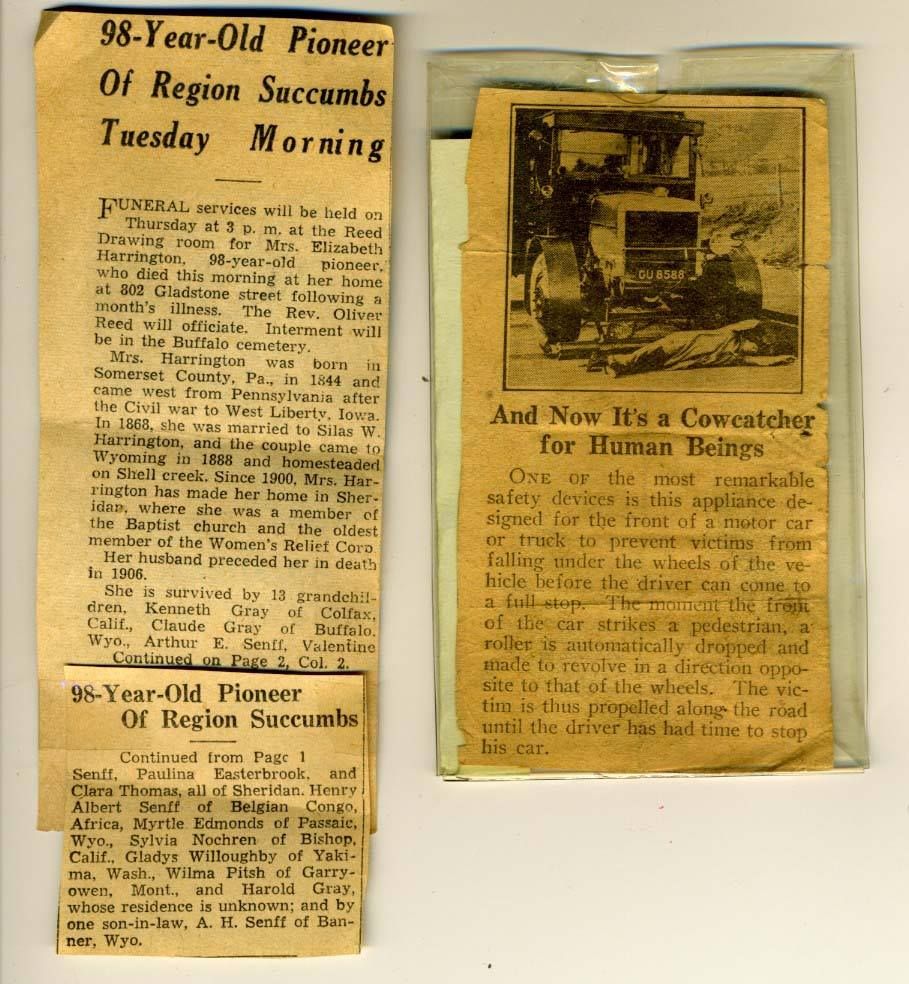 98-Year-Old Pioneer
Of Region Succumbs
Tuesday Morning
FUNERAL services will be held on
Thursday at 3 p. m. at the Reed
Drawing room for Mrs. Elizabeth
Harrington, 98-year-old pioneer,
who died this morning at her home
at 802 Gladstone street following a
month's illness. The Rev. Oliver
Reed will officiate. Interment will
be in the Buffalo cemetery.
Mrs. Harrington was born in
Somerset County, Pa., in 1844 and
came west from Pennsylvania after
the Civil war to West Liberty, Iowa.
In 1868, she was married to Silas W.
Harrington, and the couple came to
Wyoming in 1888 and homesteaded
on Shell creek. Since 1900, Mrs. Har-
rington has made her home in Sher-
idan, where she was a member of
the Baptist church and the oldest
member of the Women's Relief Corp
Her husband preceded her in death
in 1906.
She is survived by 13 grandchil-
dren, Kenneth Gray of Colfax,
Calif., Claude Gray of Buffalo,
Wyo., Arthur E. Senff, Valentine
Continued on Page 2, Col. 2.
98-Year-Old Pioneer
Of Region Succumbs
Continued from Page 1
Senff, Paulina Easterbrook, and
Clara Thomas, all of Sheridan. Henry
Albert Senff of Belgian Congo,
Africa, Myrtle Edmonds of Passaic,
Wyo., Sylvia Nochren of Bishop,
Calif., Gladys Willoughby of Yaki-
ma, Wash., Wilma Pitsh of Garry-
owen, Mont., and Harold Gray,
whose residence is unknown; and by
one son-in-law, A. H. Senff of Ban-
ner, Wyo.
GU 8588
And Now It's a Cowcatcher
for Human Beings
ONE OF the most remarkable
safety devices is this appliance de-
signed for the front of a motor car
or truck to prevent victims from
falling under the wheels of the ve-
hicle before the driver can come to
a full stop. The moment the front
of the car strikes a pedestrian, a
roller is automatically dropped and
made to revolve in a direction oppo-
site to that of the wheels. The vic-
tim is thus propelled along the road
until the driver has had time to stop
his car.